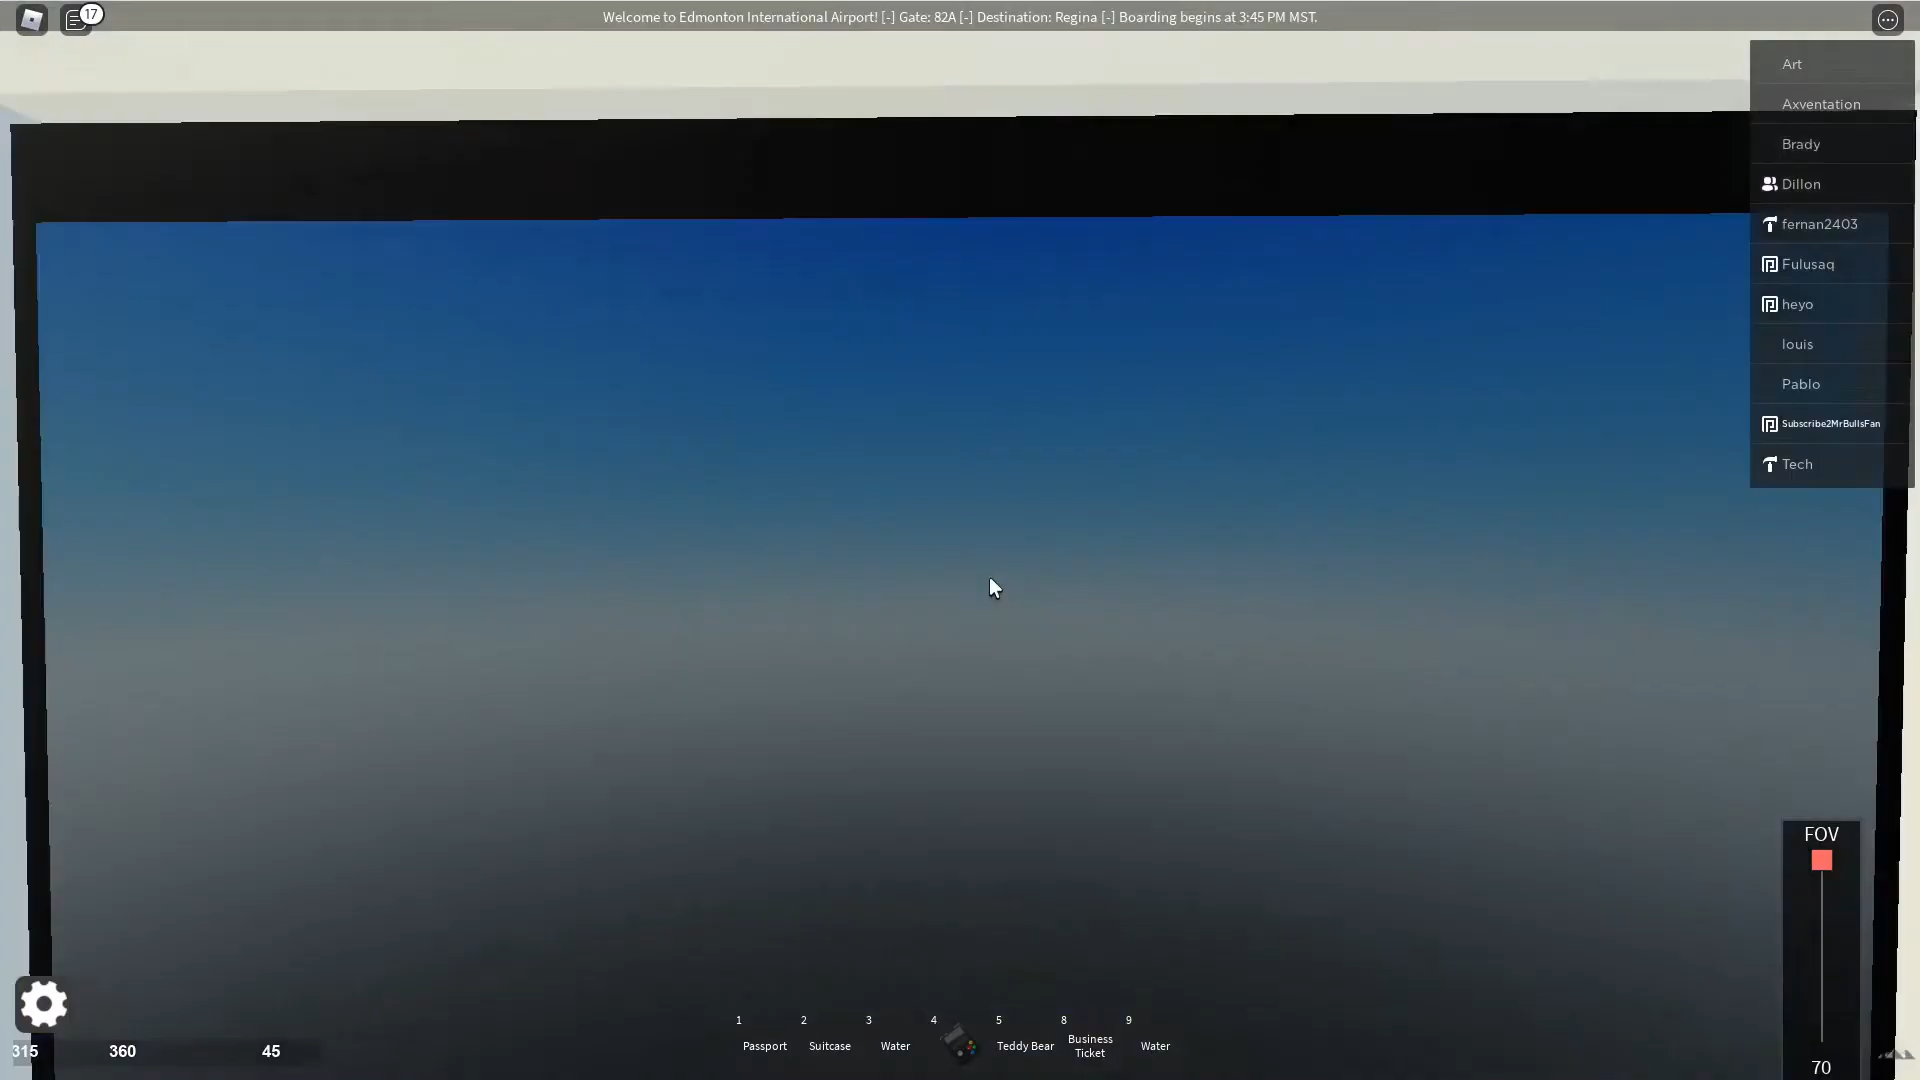 17
Welcome to Edmonton International Airport! [-] Gate: 82A [-] Destination: Regina [-] Boarding begins at 3:45 PM MST.
Art
Axventation
Brady
Dillon
fernan2403
Fulusaq
heyo
louis
Pablo
Subscribe2MrBullsFan
Tech
FOV
70
315 360 45
1 2 3 4 5 8 9
Passport Suitcase Water Teddy Bear Business Ticket Water